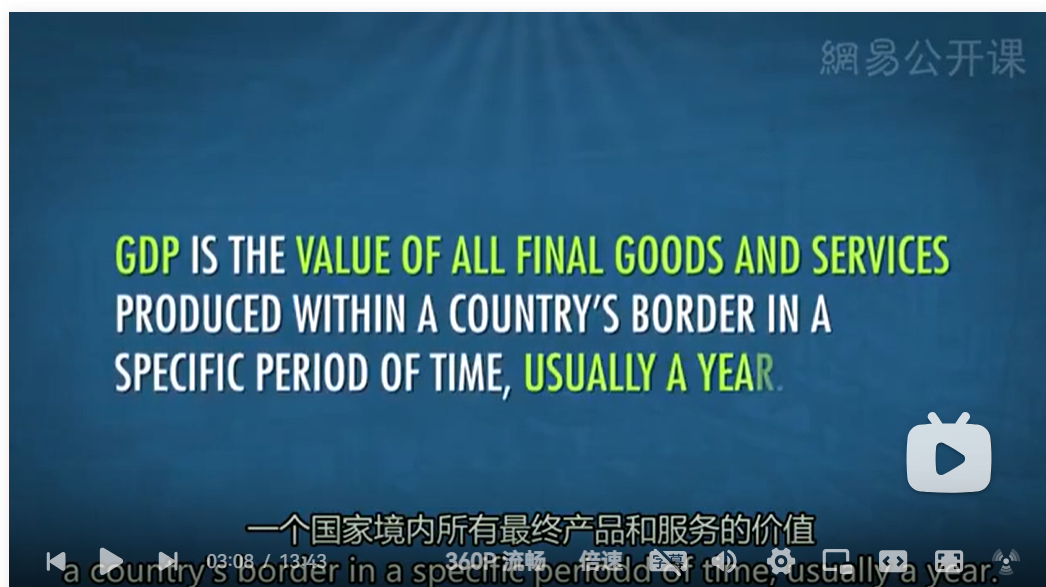 網易公开课
GDP IS THE VALUE OF ALL FINAL GOODS AND SERVICES
PRODUCED WITHIN A COUNTRY'S BORDER IN A
SPECIFIC PERIOD OF TIME, USUALLY A YEAR.
一个国家境内所有最终产品和服务的价值
03:08 / 13:43 360P 流畅 倍速 字幕
a country's border in a specific periodd of time, usually a year.